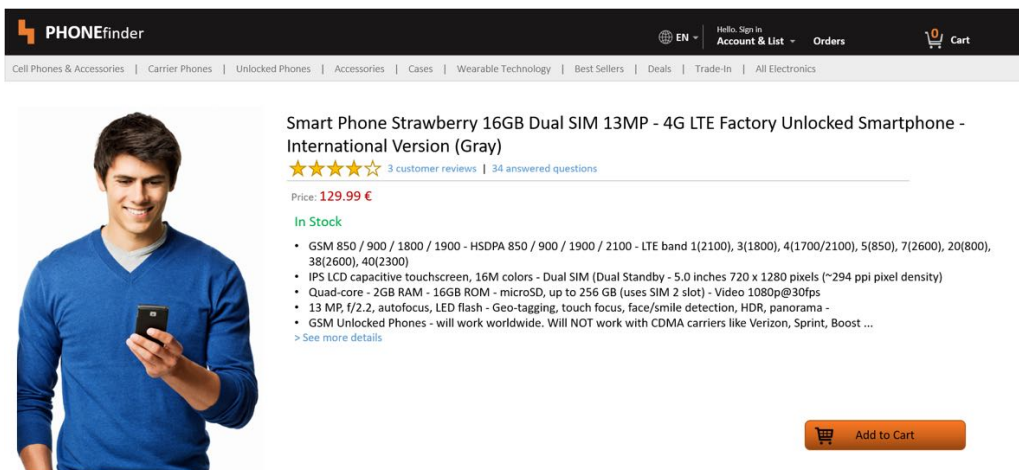 PHONEfinder
EN
Hello. Sign in
Account & List
Orders
0
Cart
Cell Phones & Accessories | Carrier Phones | Unlocked Phones | Accessories | Cases | Wearable Technology | Best Sellers | Deals | Trade-In | All Electronics
Smart Phone Strawberry 16GB Dual SIM 13MP - 4G LTE Factory Unlocked Smartphone -
International Version (Gray)
3 customer reviews | 34 answered questions
Price: 129.99 €
In Stock
• GSM 850 / 900 / 1800 / 1900 - HSDPA 850 / 900 / 1900 / 2100 - LTE band 1(2100), 3(1800), 4(1700/2100), 5(850), 7(2600), 20(800),
38(2600), 40(2300)
• IPS LCD capacitive touchscreen, 16M colors - Dual SIM (Dual Standby - 5.0 inches 720 x 1280 pixels (~294 ppi pixel density)
• Quad-core - 2GB RAM - 16GB ROM - microSD, up to 256 GB (uses SIM 2 slot) - Video 1080p@30fps
• 13 MP, f/2.2, autofocus, LED flash - Geo-tagging, touch focus, face/smile detection, HDR, panorama -
• GSM Unlocked Phones - will work worldwide. Will NOT work with CDMA carriers like Verizon, Sprint, Boost ...
> See more details
Add to Cart